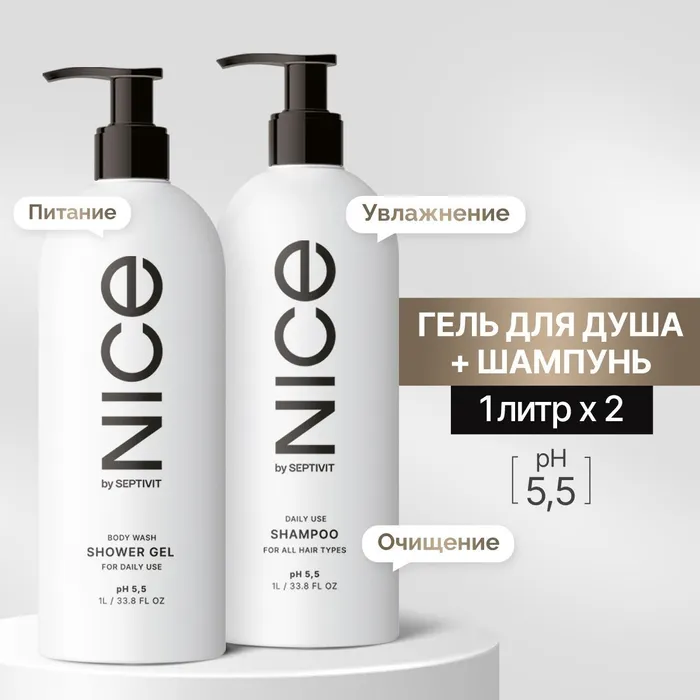 Питание
NICE
by SEPTIVIT
BODY WASH
SHOWER GEL
FOR DAILY USE
pH 5,5
1L / 33.8 FL OZ
Увлажнение
NICE
by SEPTIVIT
DAILY USE
SHAMPOO
FOR ALL HAIR TYPES
pH 5,5
1L / 33.8 FL OZ
Очищение
ГЕЛЬ ДЛЯ ДУША
+ ШАМПУНЬ
1 литр x 2
pH
5,5